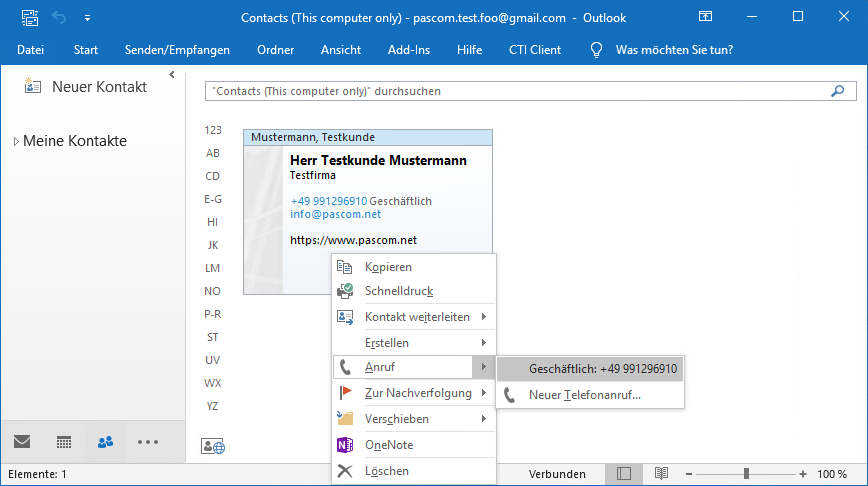 Contacts (This computer only) - pascom.test.foo@gmail.com - Outlook
Datei Start Senden/Empfangen Ordner Ansicht Add-Ins Hilfe CTI Client Was möchten Sie tun?
Neuer Kontakt
Meine Kontakte
"Contacts (This computer only)" durchsuchen
123
AB
CD
E-G
HI
JK
LM
NO
P-R
ST
UV
WX
YZ
Mustermann, Testkunde
Herr Testkunde Mustermann
Testfirma
+49 991296910 Geschäftlich
info@pascom.net
https://www.pascom.net
Kopieren
Schnelldruck
Kontakt weiterleiten
Erstellen
Anruf
Zur Nachverfolgung
Verschieben
OneNote
Löschen
Geschäftlich: +49 991296910
Neuer Telefonanruf...
Elemente: 1 Verbunden 100 %